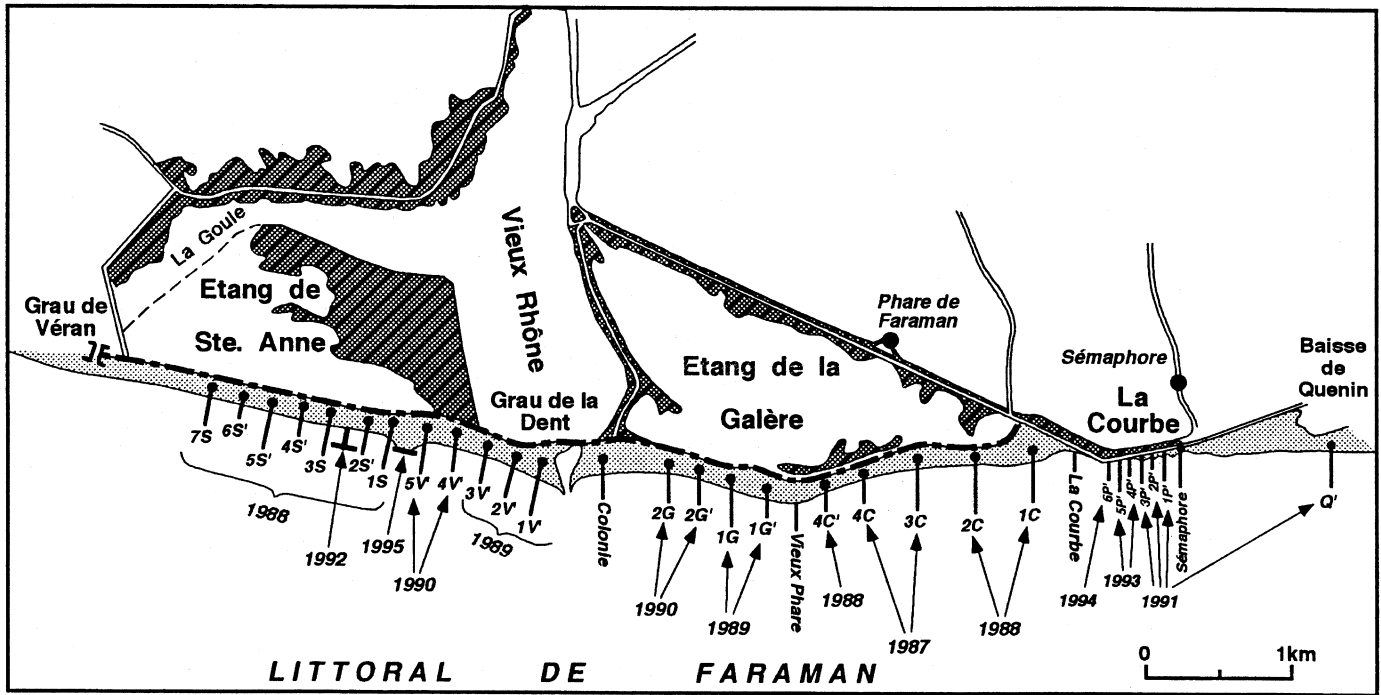 La Goule
Vieux Rhône
Etang de
Ste. Anne
Grau de
Véran
Grau de la
Dent
Phare de
Faraman
Etang de la
Galère
Sémaphore
La
Courbe
Baisse
de
Quenin
7S
6S'
5S'
4S'
3S
2S'
1S
5V'
4V'
3V'
2V'
1V'
Colonie
2G
2G'
1G
1G'
Vieux Phare
4C'
4C
3C
2C
1C
La Courbe
6P'
5P'
4P'
3P'
2P'
1P'
Sémaphore
Q'
1988
1992
1995
1990
1989
1990
1989
1988
1987
1988
1994
1993
1991
0 1km
LITTORAL DE FARAMAN